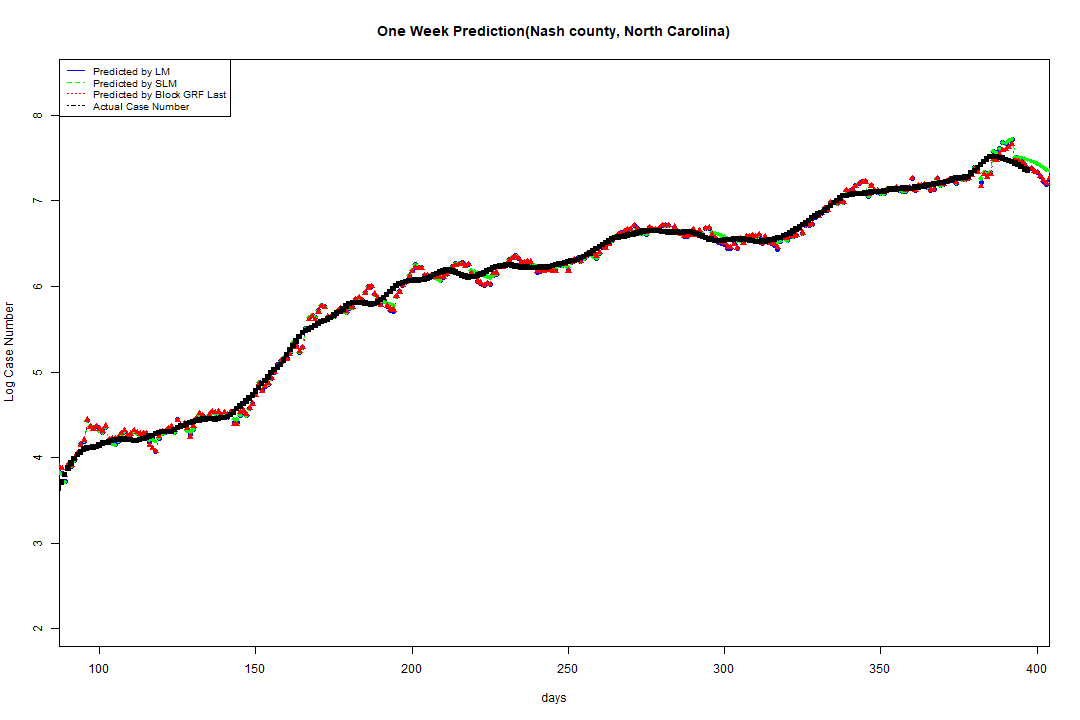 One Week Prediction(Nash county, North Carolina)
Predicted by LM
Predicted by SLM
Predicted by Block GRF Last
Actual Case Number
8
7
6
5
4
3
2
Log Case Number
100 150 200 250 300 350 400
days